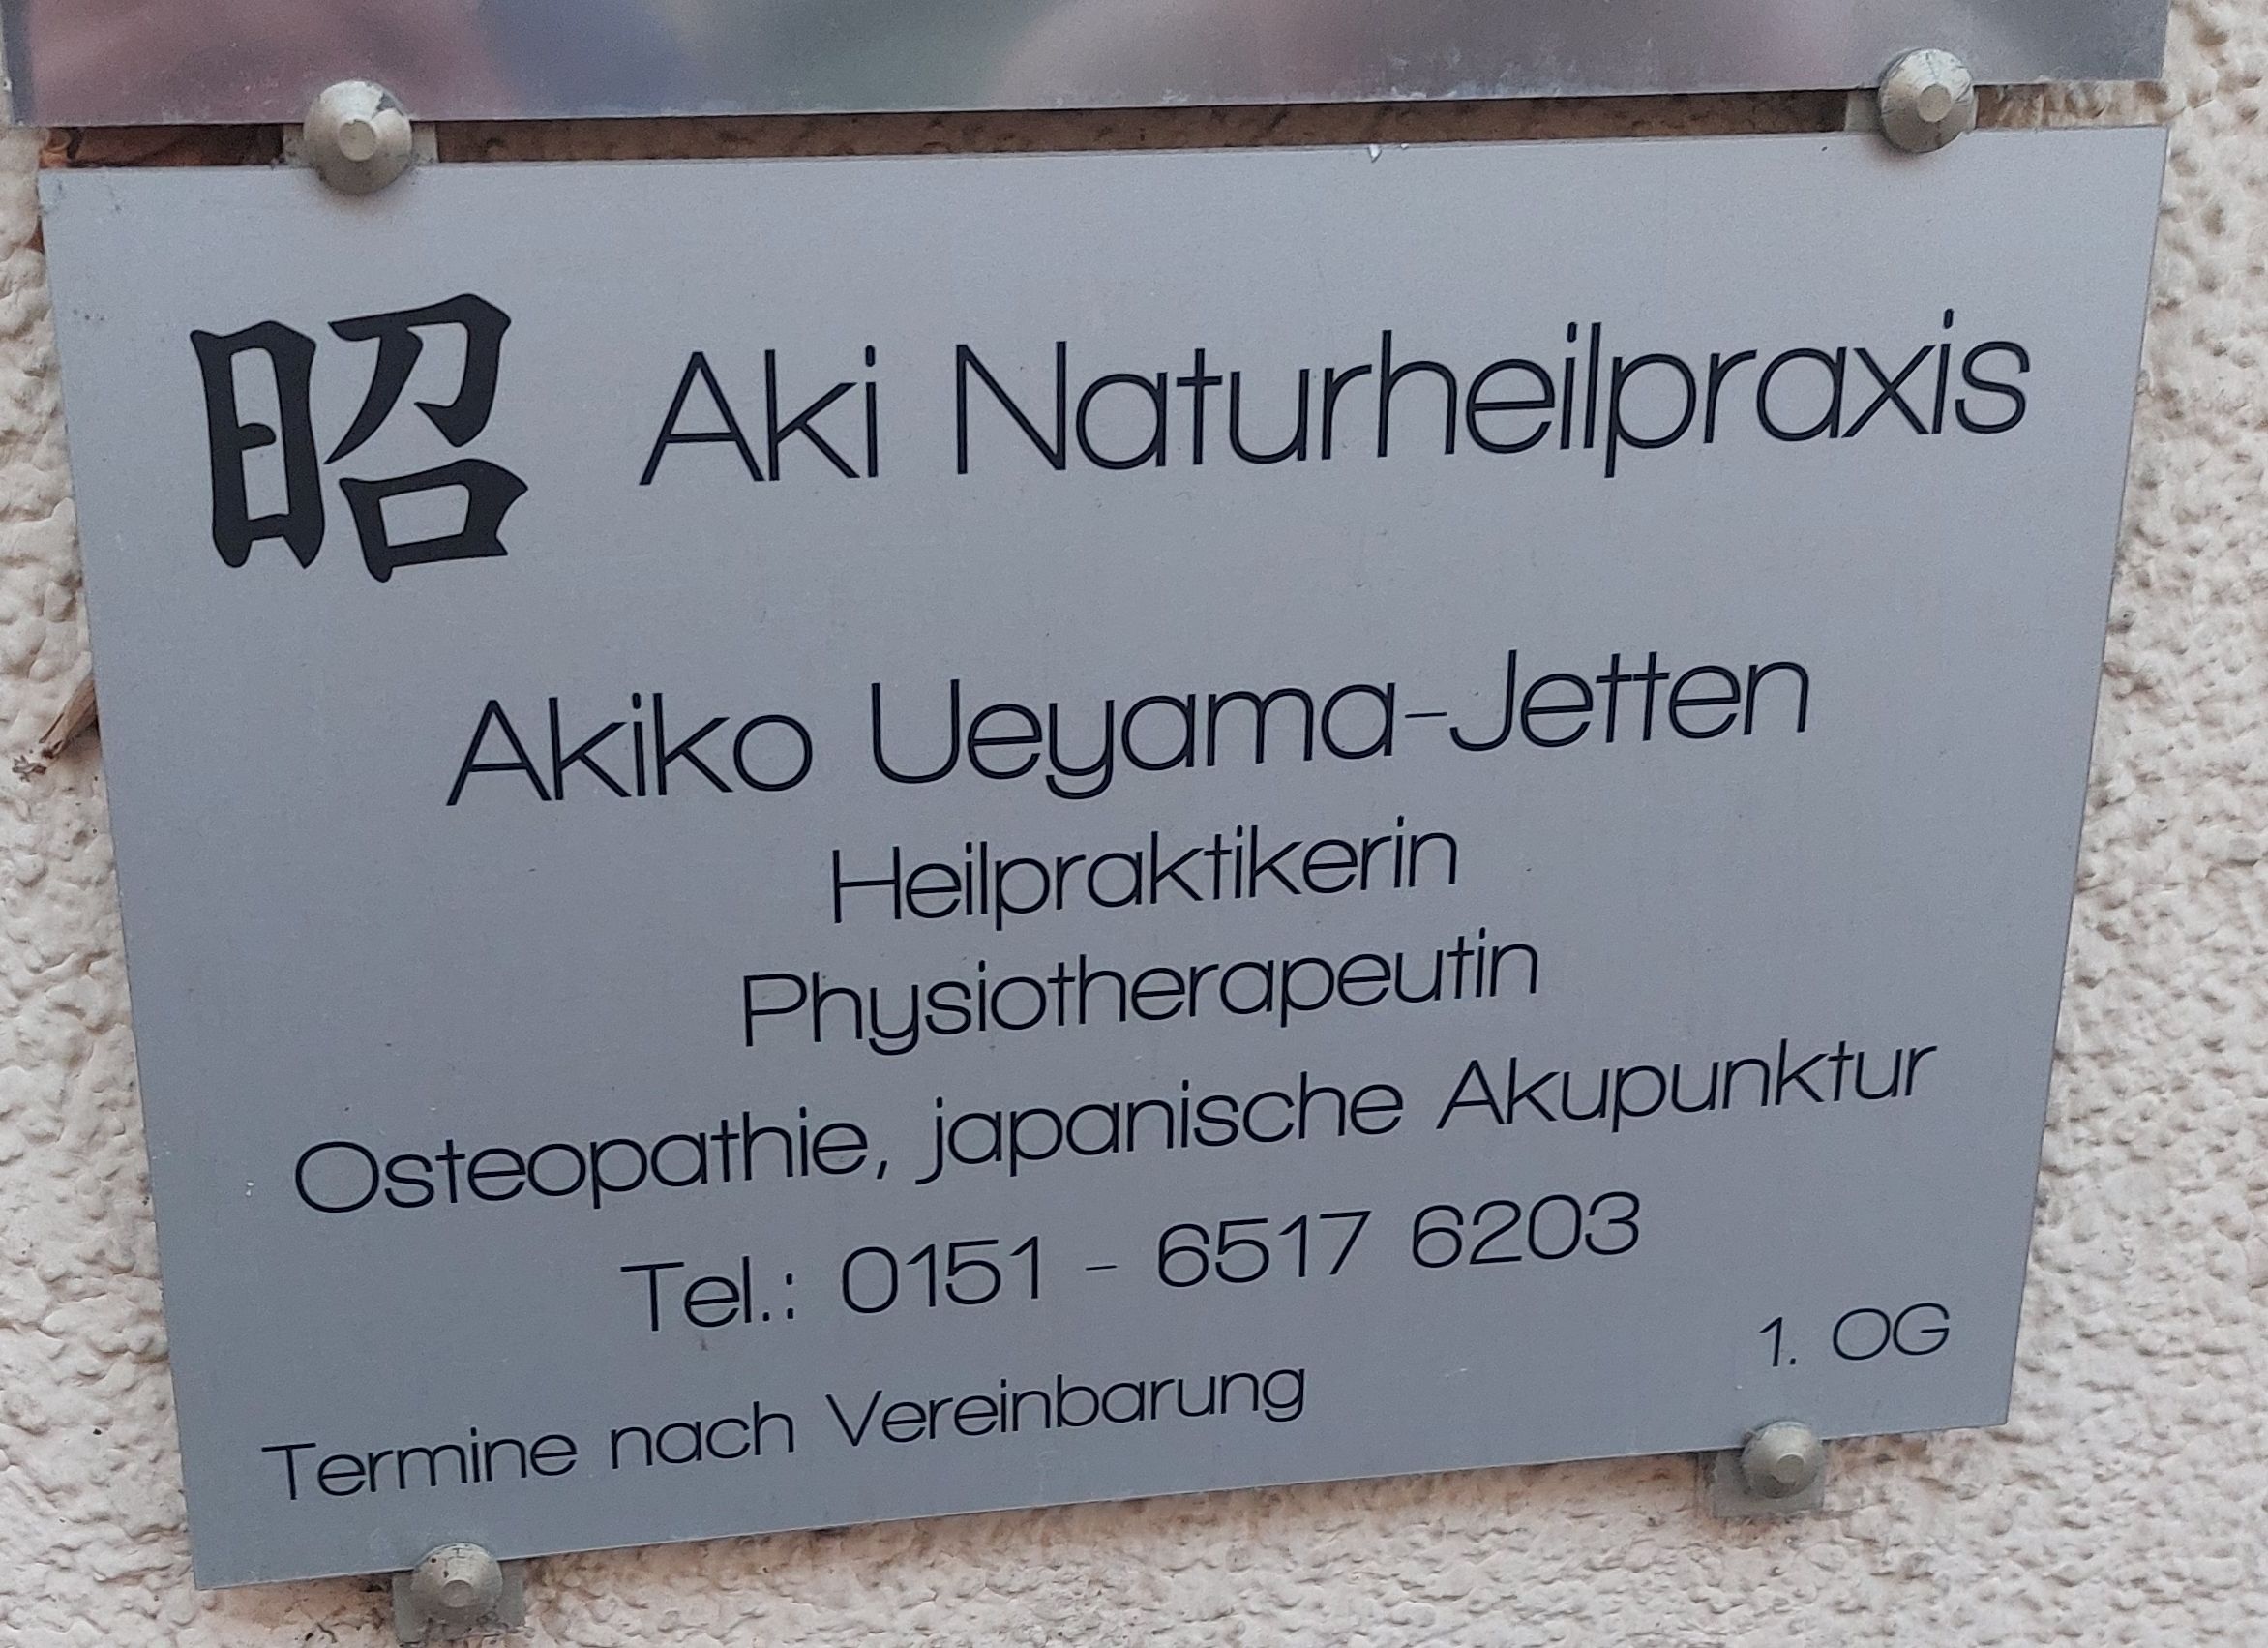 昭 Aki Naturheilpraxis
Akiko Ueyama-Jetten
Heilpraktikerin
Physiotherapeutin
Osteopathie, japanische Akupunktur
Tel.: 0151 - 6517 6203
1. OG
Termine nach Vereinbarung